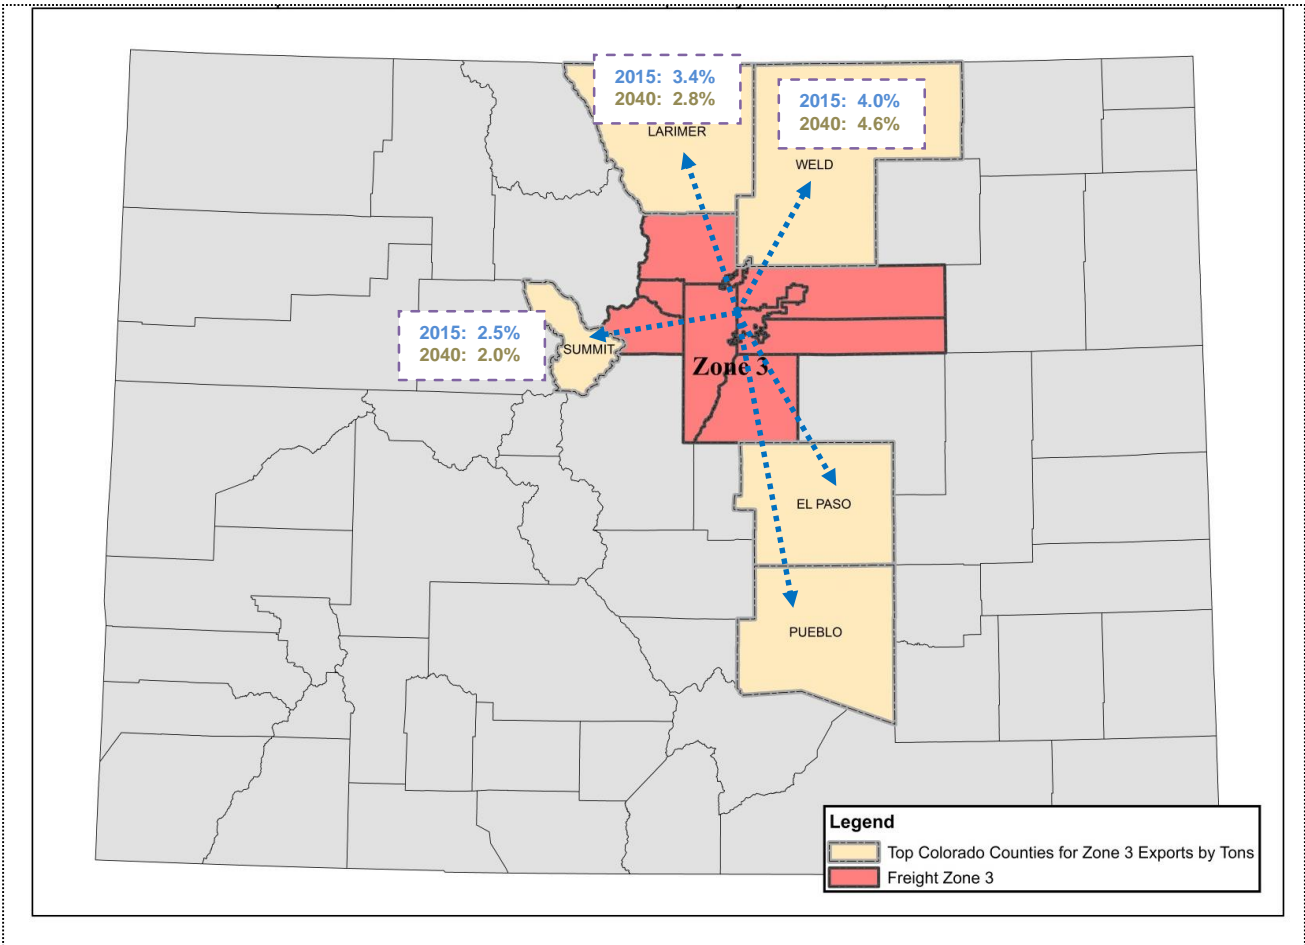 2015: 3.4%
2040: 2.8%
LARIMER
2015: 4.0%
2040: 4.6%
WELD
2015: 2.5%
2040: 2.0%
SUMMIT
Zone 3
EL PASO
PUEBLO
Legend
Top Colorado Counties for Zone 3 Exports by Tons
Freight Zone 3